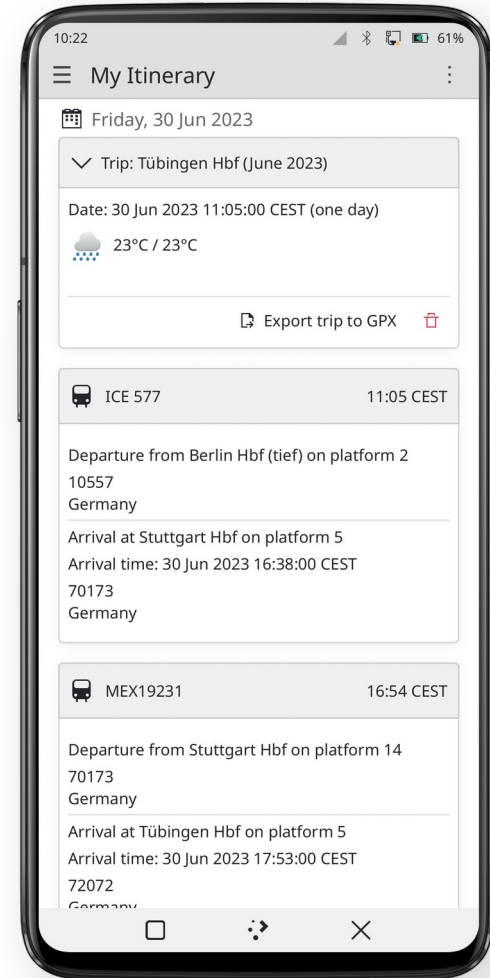 10:22
61%
My Itinerary
Friday, 30 Jun 2023
Trip: Tübingen Hbf (June 2023)
Date: 30 Jun 2023 11:05:00 CEST (one day)
23°C / 23°C
Export trip to GPX
ICE 577 11:05 CEST
Departure from Berlin Hbf (tief) on platform 2
10557
Germany
Arrival at Stuttgart Hbf on platform 5
Arrival time: 30 Jun 2023 16:38:00 CEST
70173
Germany
MEX19231 16:54 CEST
Departure from Stuttgart Hbf on platform 14
70173
Germany
Arrival at Tübingen Hbf on platform 5
Arrival time: 30 Jun 2023 17:53:00 CEST
72072
Germany